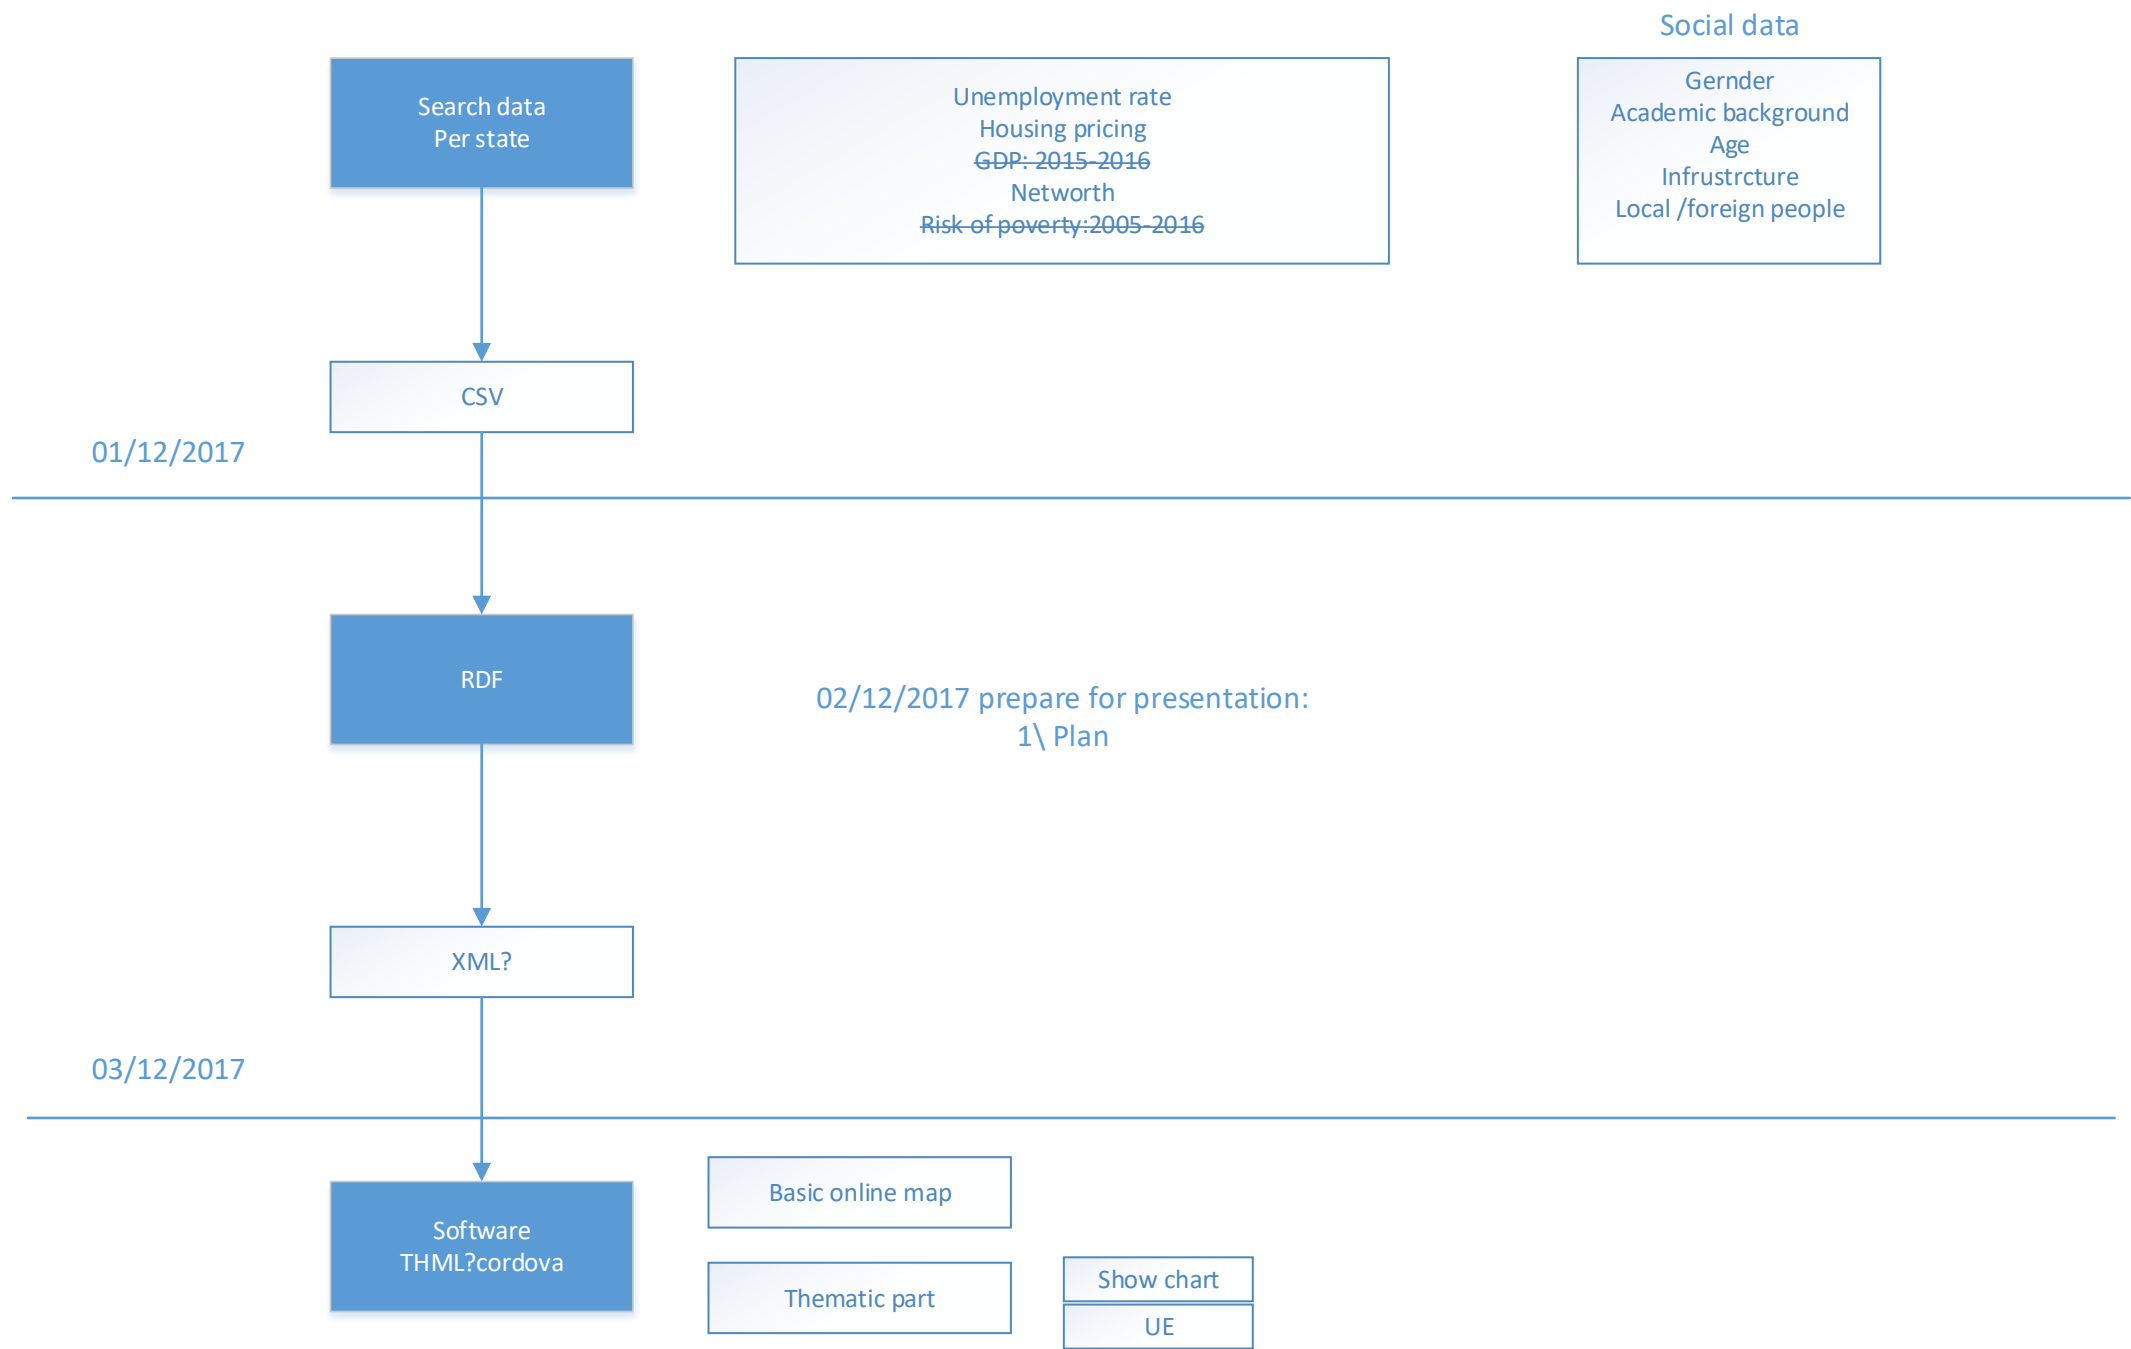 Social data
Search data
Per state
Unemployment rate
Housing pricing
GDP: 2015-2016
Networth
Risk of poverty:2005-2016
Gernder
Academic background
Age
Infrustrcture
Local /foreign people
CSV
01/12/2017
RDF
02/12/2017 prepare for presentation:
1\ Plan
XML?
03/12/2017
Software
THML?cordova
Basic online map
Thematic part
Show chart
UE